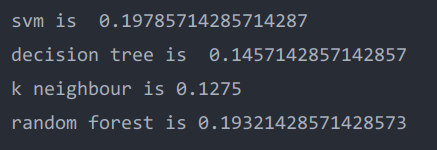 svm is  0.19785714285714287
decision tree is  0.1457142857142857
k neighbour is 0.1275
random forest is 0.19321428571428573